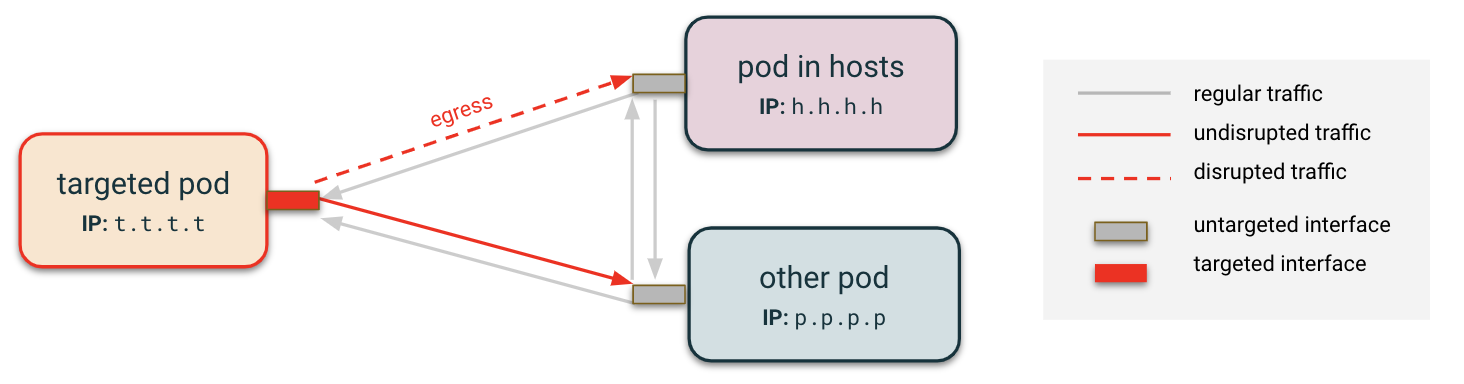 pod in hosts
IP: h.h.h.h
egress
targeted pod
IP: t.t.t.t
other pod
IP: p.p.p.p
regular traffic
undisrupted traffic
disrupted traffic
untargeted interface
targeted interface